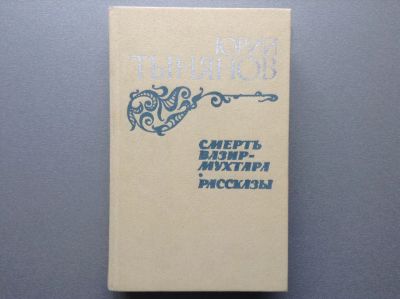 ЮРИЙ
ТЫНЯНОВ
СМЕРТЬ
ВАЗИР-
МУХТАРА
•
РАССКАЗЫ